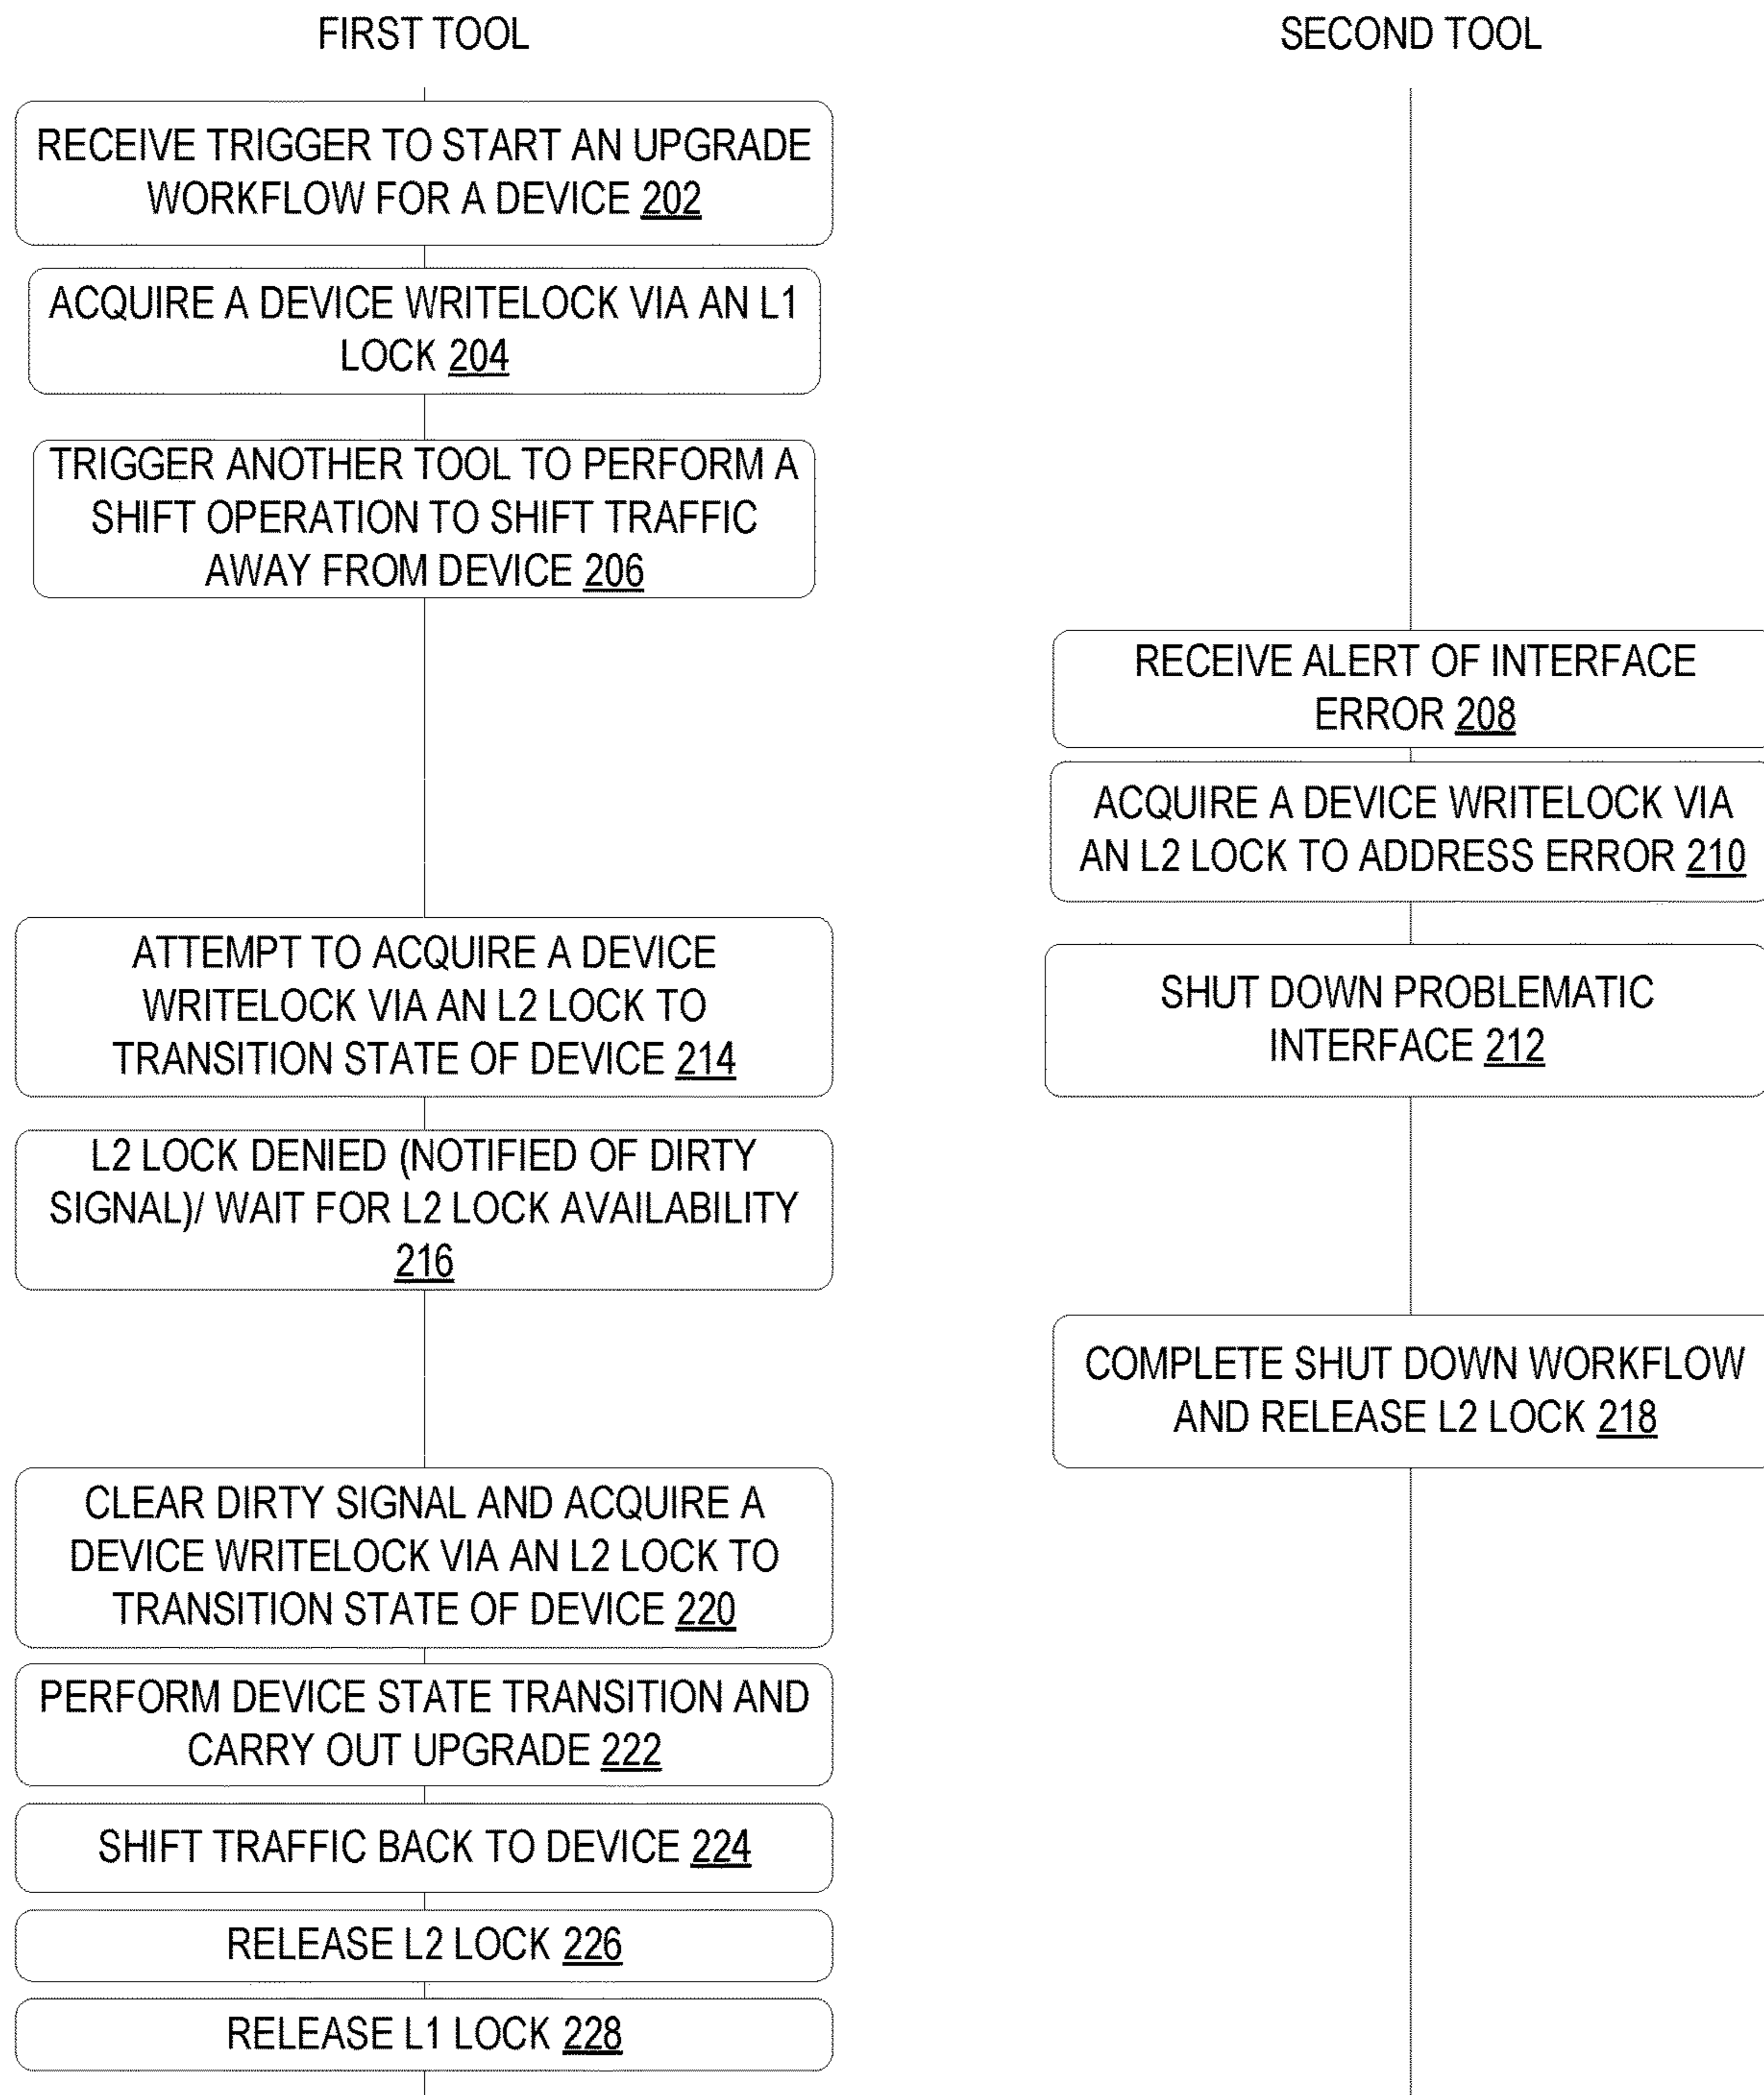 FIRST TOOL
SECOND TOOL
RECEIVE TRIGGER TO START AN UPGRADE
WORKFLOW FOR A DEVICE 202
ACQUIRE A DEVICE WRITELOCK VIA AN L1
LOCK 204
TRIGGER ANOTHER TOOL TO PERFORM A
SHIFT OPERATION TO SHIFT TRAFFIC
AWAY FROM DEVICE 206
RECEIVE ALERT OF INTERFACE
ERROR 208
ACQUIRE A DEVICE WRITELOCK VIA
AN L2 LOCK TO ADDRESS ERROR 210
SHUT DOWN PROBLEMATIC
INTERFACE 212
ATTEMPT TO ACQUIRE A DEVICE
WRITELOCK VIA AN L2 LOCK TO
TRANSITION STATE OF DEVICE 214
L2 LOCK DENIED (NOTIFIED OF DIRTY
SIGNAL)/ WAIT FOR L2 LOCK AVAILABILITY
216
COMPLETE SHUT DOWN WORKFLOW
AND RELEASE L2 LOCK 218
CLEAR DIRTY SIGNAL AND ACQUIRE A
DEVICE WRITELOCK VIA AN L2 LOCK TO
TRANSITION STATE OF DEVICE 220
PERFORM DEVICE STATE TRANSITION AND
CARRY OUT UPGRADE 222
SHIFT TRAFFIC BACK TO DEVICE 224
RELEASE L2 LOCK 226
RELEASE L1 LOCK 228